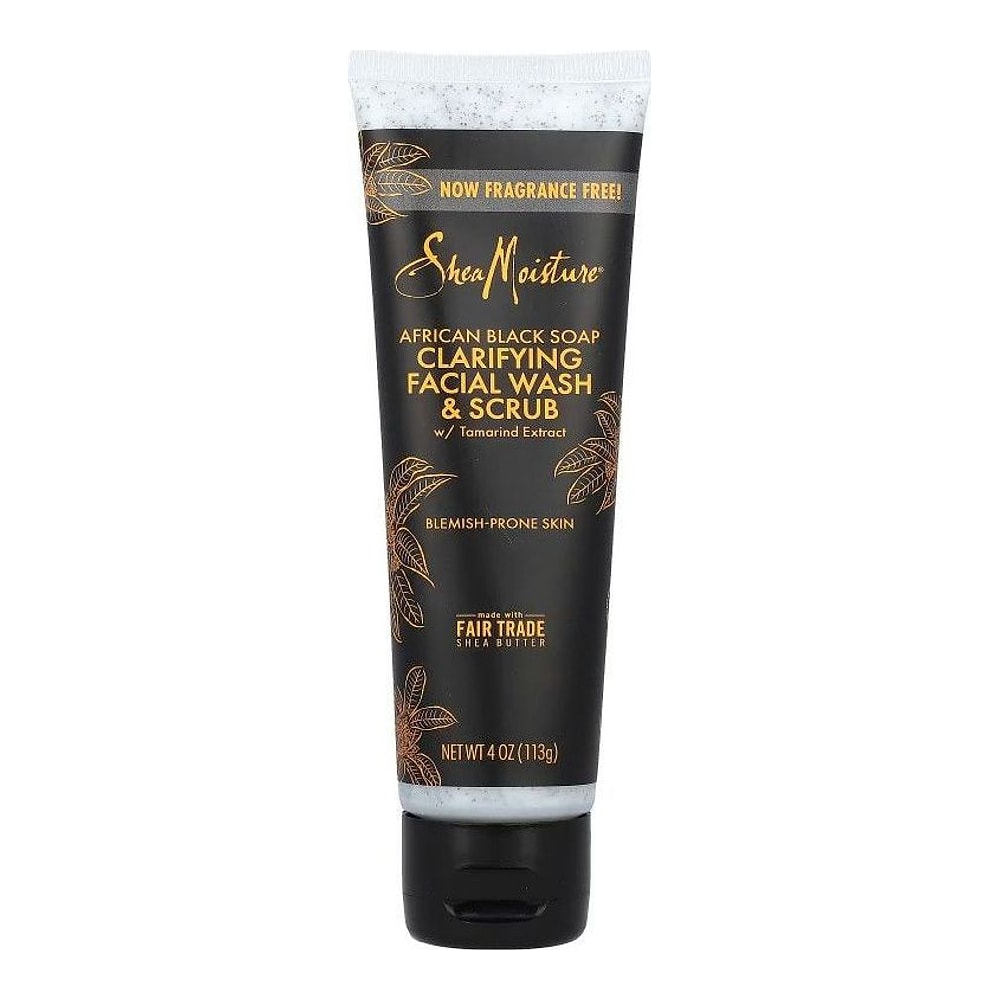 NOW FRAGRANCE FREE!
SheaMoisture®
AFRICAN BLACK SOAP
CLARIFYING
FACIAL WASH
& SCRUB
w/ Tamarind Extract
BLEMISH-PRONE SKIN
made with
FAIR TRADE
SHEA BUTTER
NET WT 4 OZ (113g)